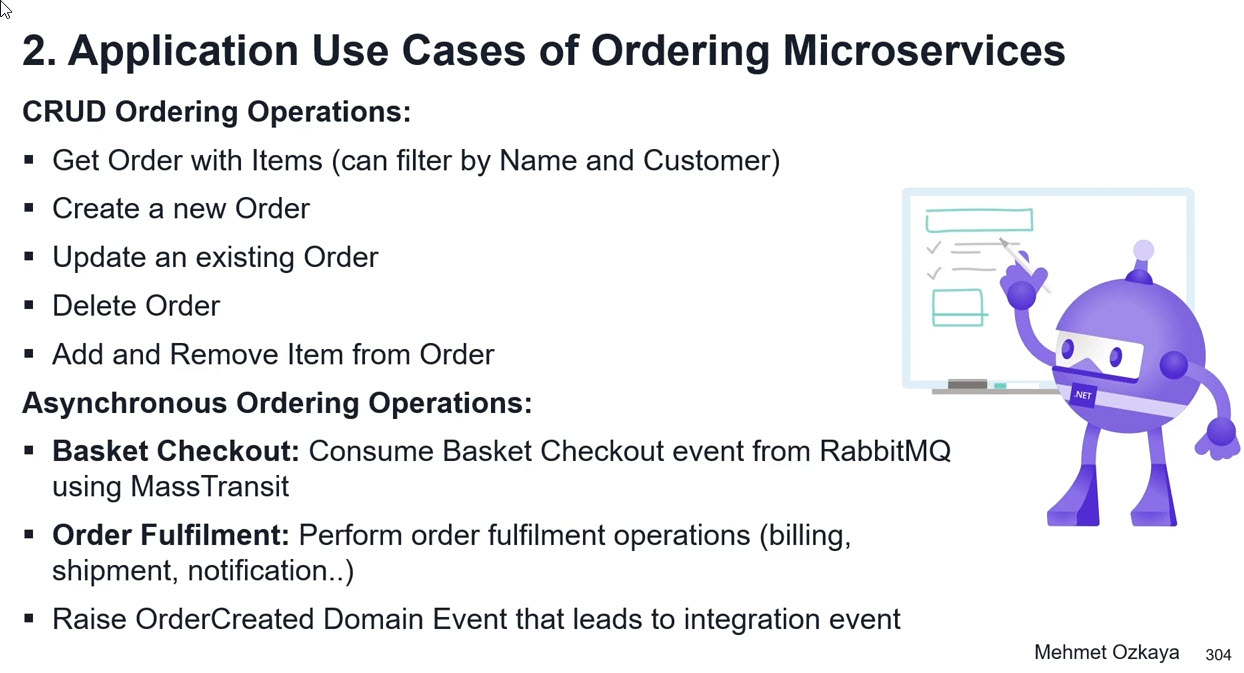 2. Application Use Cases of Ordering Microservices
CRUD Ordering Operations:
▪ Get Order with Items (can filter by Name and Customer)
▪ Create a new Order
▪ Update an existing Order
▪ Delete Order
▪ Add and Remove Item from Order
Asynchronous Ordering Operations:
▪ Basket Checkout: Consume Basket Checkout event from RabbitMQ
using MassTransit
▪ Order Fulfilment: Perform order fulfilment operations (billing,
shipment, notification..)
▪ Raise OrderCreated Domain Event that leads to integration event
.NET
Mehmet Ozkaya 304